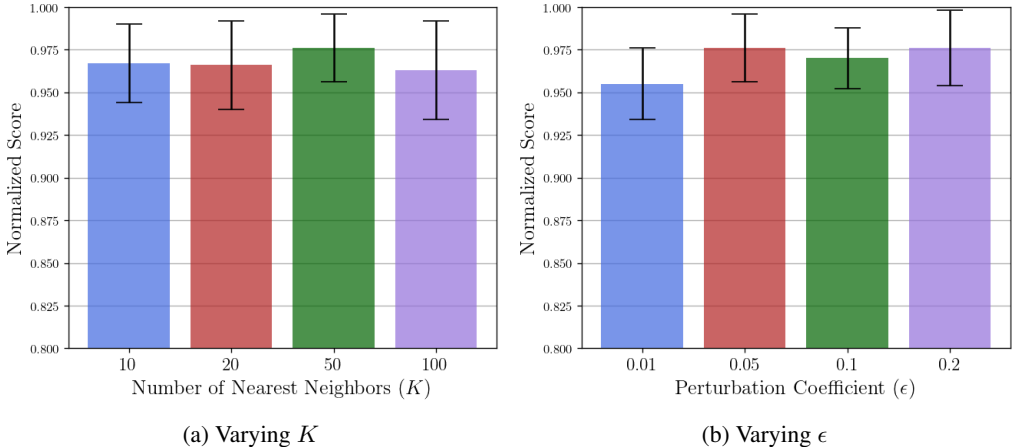 1.000
0.975
0.950
0.925
0.900
0.875
0.850
0.825
0.800
Normalized Score
10 20 50 100
Number of Nearest Neighbors (K)
(a) Varying K
1.000
0.975
0.950
0.925
0.900
0.875
0.850
0.825
0.800
Normalized Score
0.01 0.05 0.1 0.2
Perturbation Coefficient (ϵ)
(b) Varying ϵ